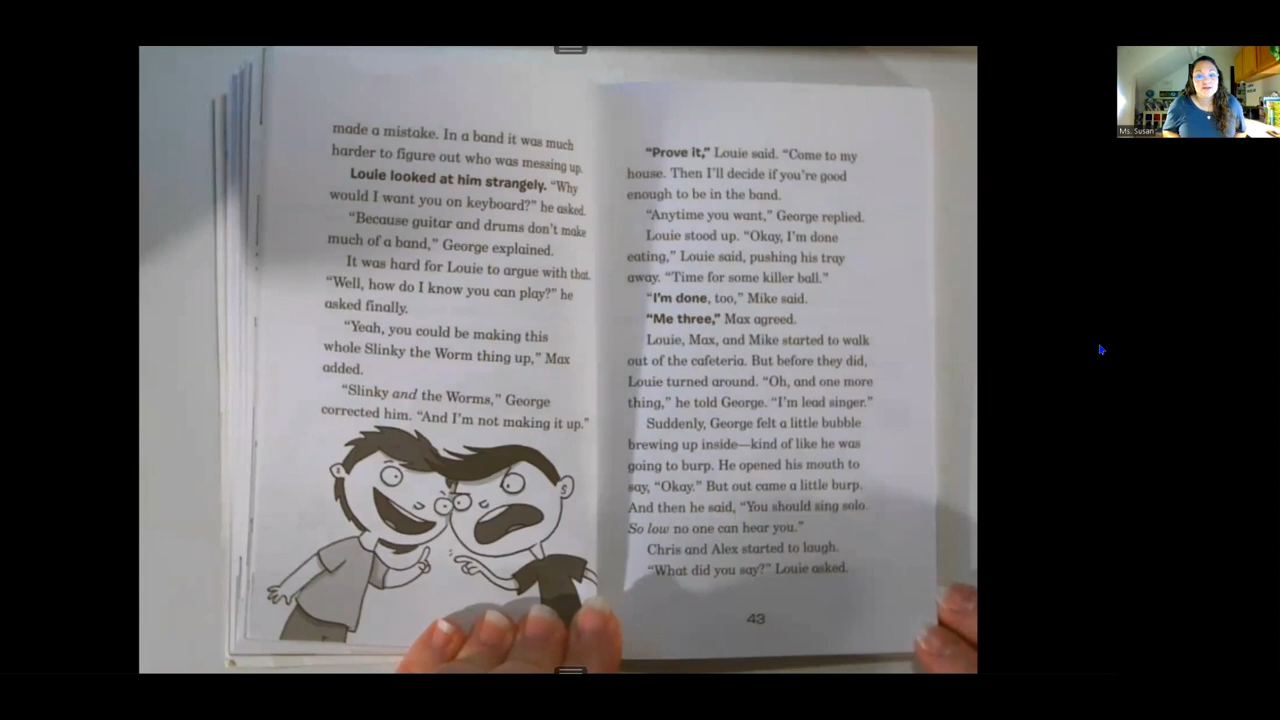 made a mistake. In a band it was much
harder to figure out who was messing up.
Louie looked at him strangely. “Why
would I want you on keyboard?” he asked.
“Because guitar and drums don’t make
much of a band,” George explained.
It was hard for Louie to argue with that.
“Well, how do I know you can play?” he
asked finally.
“Yeah, you could be making this
whole Slinky the Worm thing up,” Max
added.
“Slinky and the Worms,” George
corrected him. “And I’m not making it up.”
“Prove it,” Louie said. “Come to my
house. Then I’ll decide if you’re good
enough to be in the band.
“Anytime you want,” George replied.
Louie stood up. “Okay, I’m done
eating,” Louie said, pushing his tray
away. “Time for some killer ball.”
“I’m done, too,” Mike said.
“Me three,” Max agreed.
Louie, Max, and Mike started to walk
out of the cafeteria. But before they did,
Louie turned around. “Oh, and one more
thing,” he told George. “I’m lead singer.”
Suddenly, George felt a little bubble
brewing up inside—kind of like he was
going to burp. He opened his mouth to
say, “Okay.” But out came a little burp.
And then he said, “You should sing solo.
So low no one can hear you.”
Chris and Alex started to laugh.
“What did you say?” Louie asked.
43
Ms. Susan